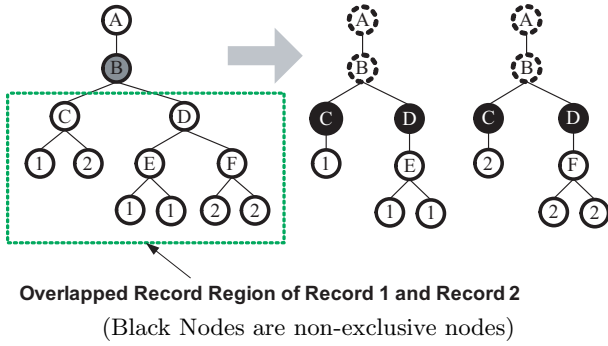 A A A
B B B
C D C D C D
1 2 E F 1 E 2 F
1 1 2 2 1 1 2 2
Overlapped Record Region of Record 1 and Record 2
(Black Nodes are non-exclusive nodes)